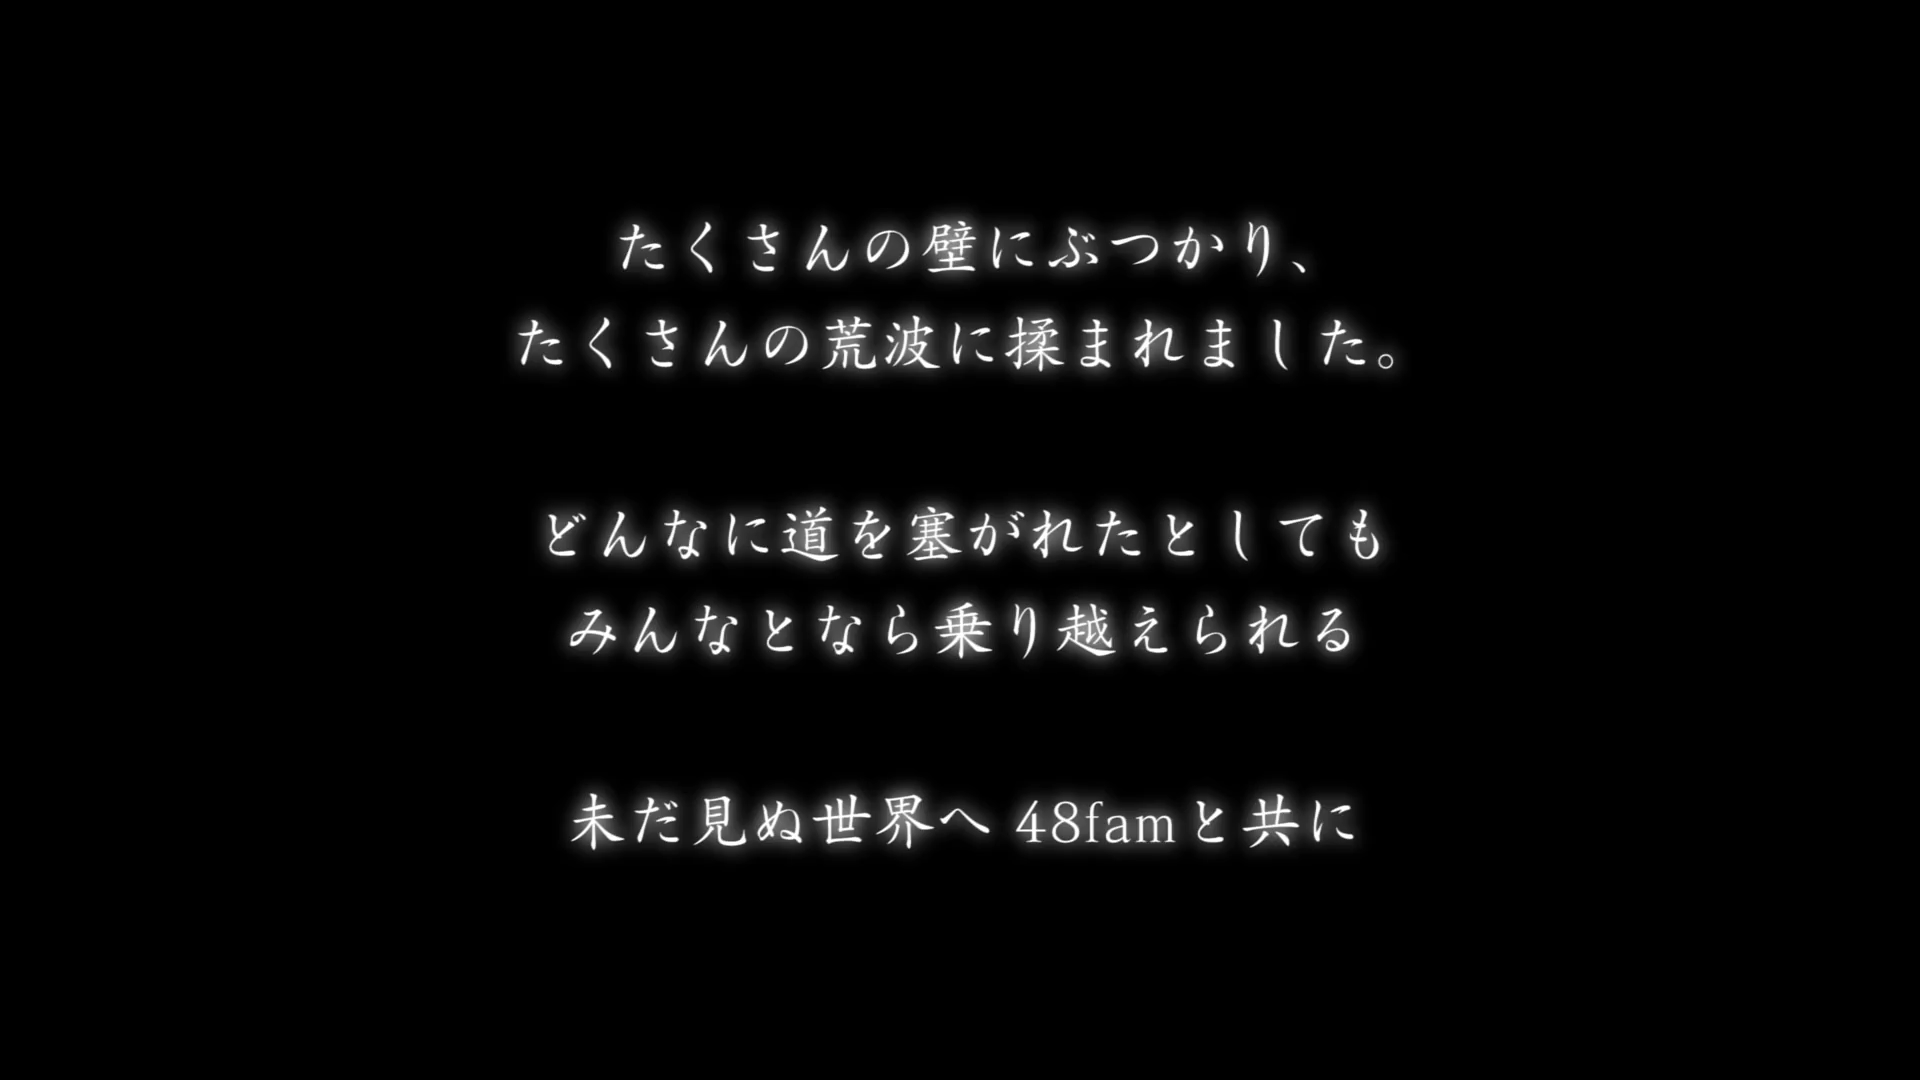 たくさんの壁にぶつかり、
たくさんの荒波に揉まれました。
どんなに道を塞がれたとしても
みんなとなら乗り越えられる
未だ見ぬ世界へ 48famと共に